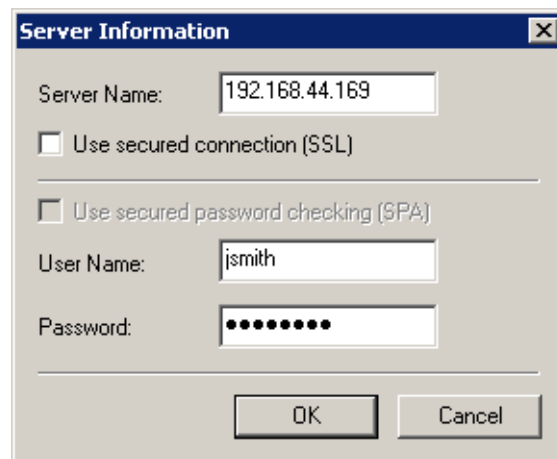 Server Information
Server Name: 192.168.44.169
Use secured connection (SSL)
Use secured password checking (SPA)
User Name: jsmith
Password: ●●●●●●●●
OK Cancel